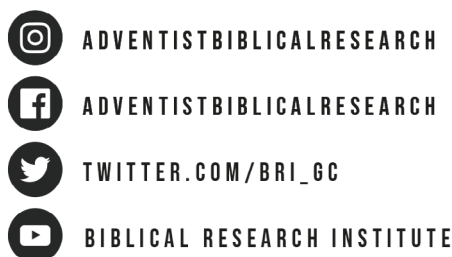 ADVENTISTBIBLICALRESEARCH
ADVENTISTBIBLICALRESEARCH
TWITTER.COM/BRI_GC
BIBLICAL RESEARCH INSTITUTE